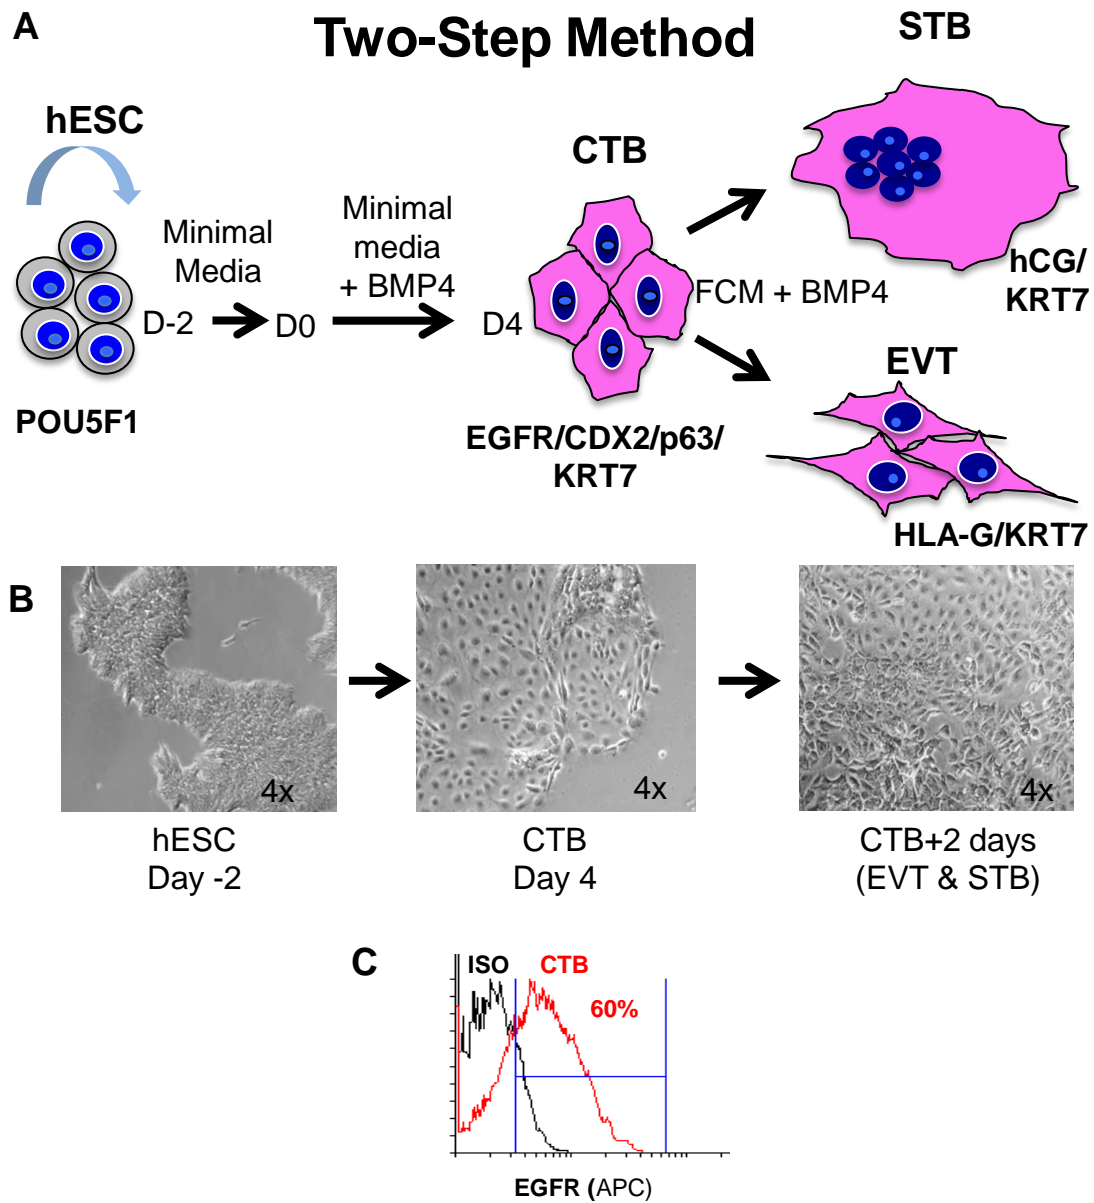 A
Two-Step Method
STB
hESC
CTB
Minimal
Media
Minimal
media
+ BMP4
D-2
D0
D4
FCM + BMP4
hCG/
KRT7
POU5F1
EGFR/CDX2/p63/
KRT7
EVT
HLA-G/KRT7
B
4x
4x
4x
hESC
Day -2
CTB
Day 4
CTB+2 days
(EVT & STB)
C
ISO
CTB
60%
EGFR (APC)